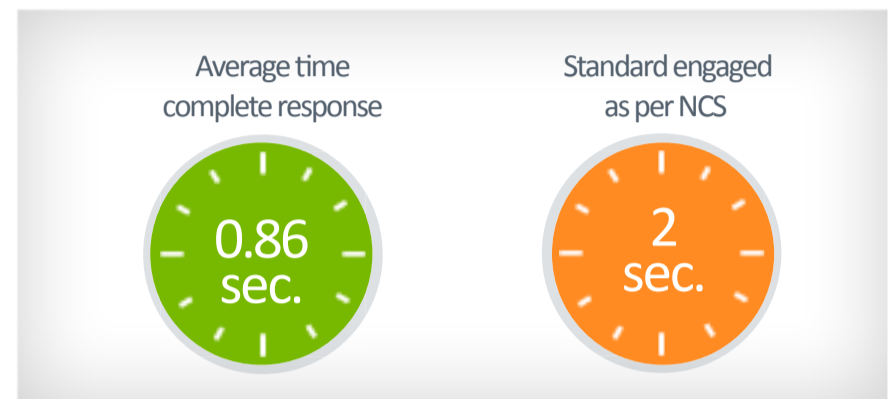 Average time
complete response
0.86
sec.
Standard engaged
as per NCS
2
sec.